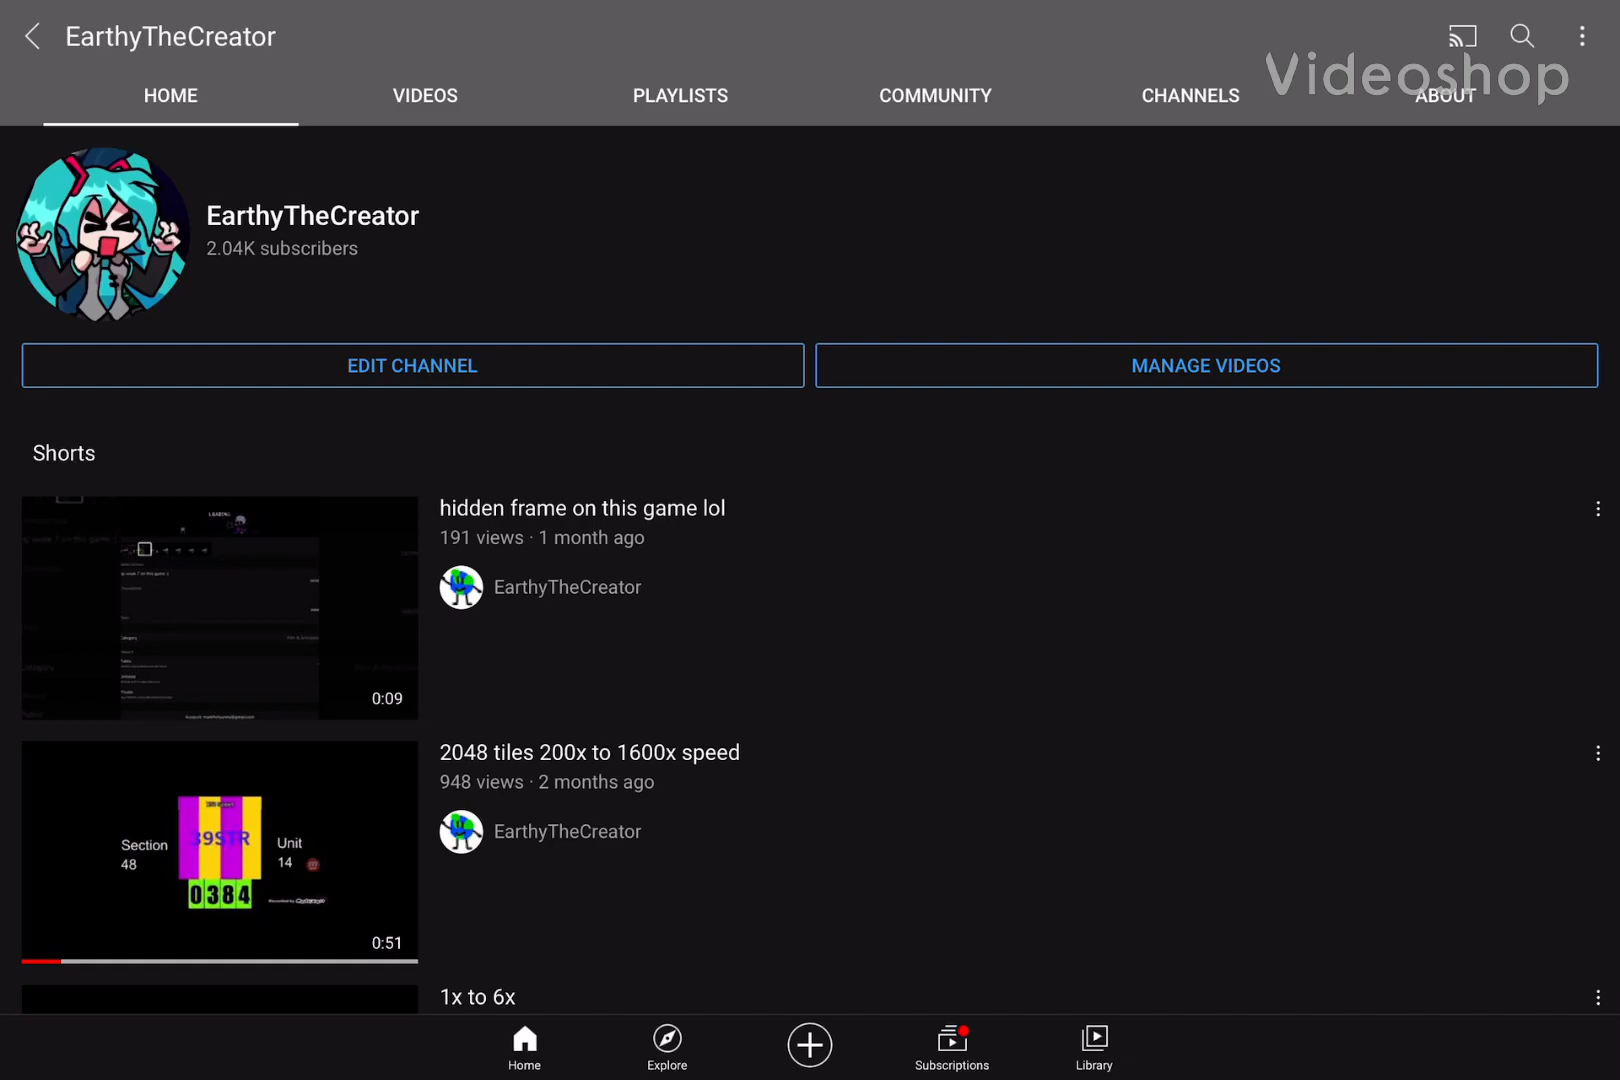 EarthyTheCreator
Videoshop
HOME VIDEOS PLAYLISTS COMMUNITY CHANNELS ABOUT
EarthyTheCreator
2.04K subscribers
EDIT CHANNEL MANAGE VIDEOS
Shorts
LOADING
0:09
hidden frame on this game lol
191 views · 1 month ago
EarthyTheCreator
Section
48
39STR
Unit
14
0384
0:51
2048 tiles 200x to 1600x speed
948 views · 2 months ago
EarthyTheCreator
1x to 6x
Home Explore Subscriptions Library